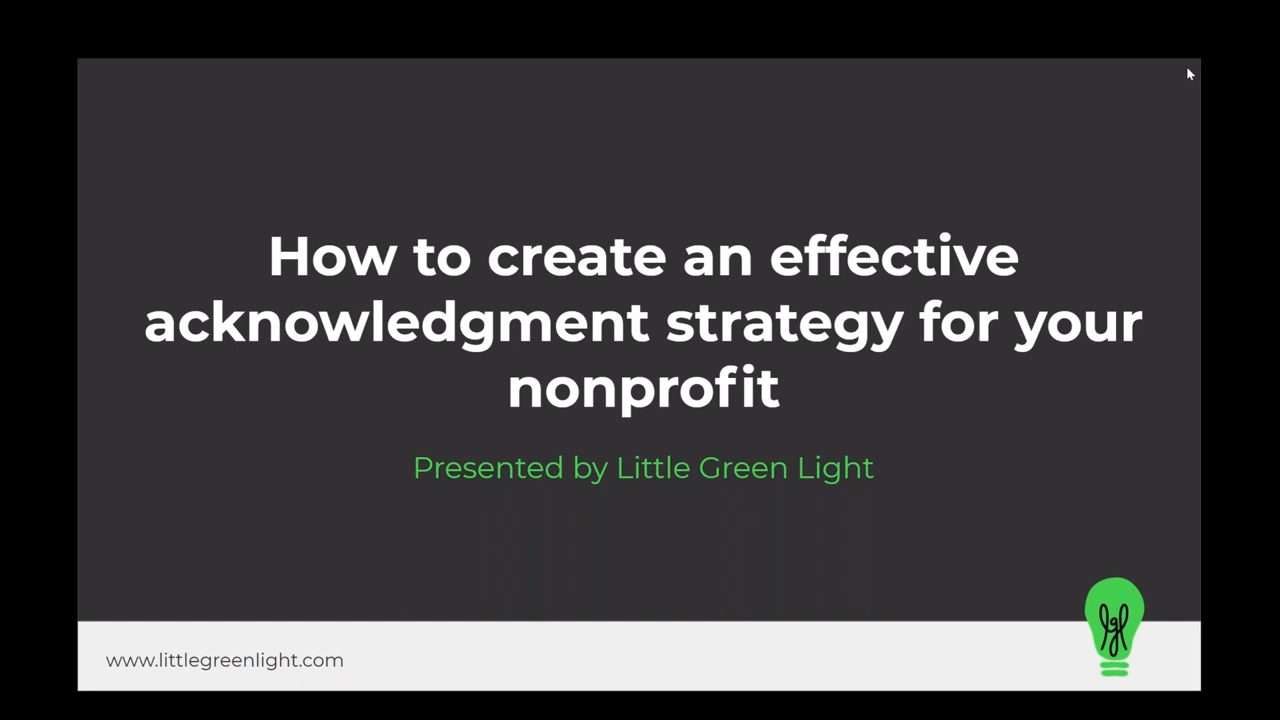 How to create an effective
acknowledgment strategy for your
nonprofit
Presented by Little Green Light
www.littlegreenlight.com
lgl